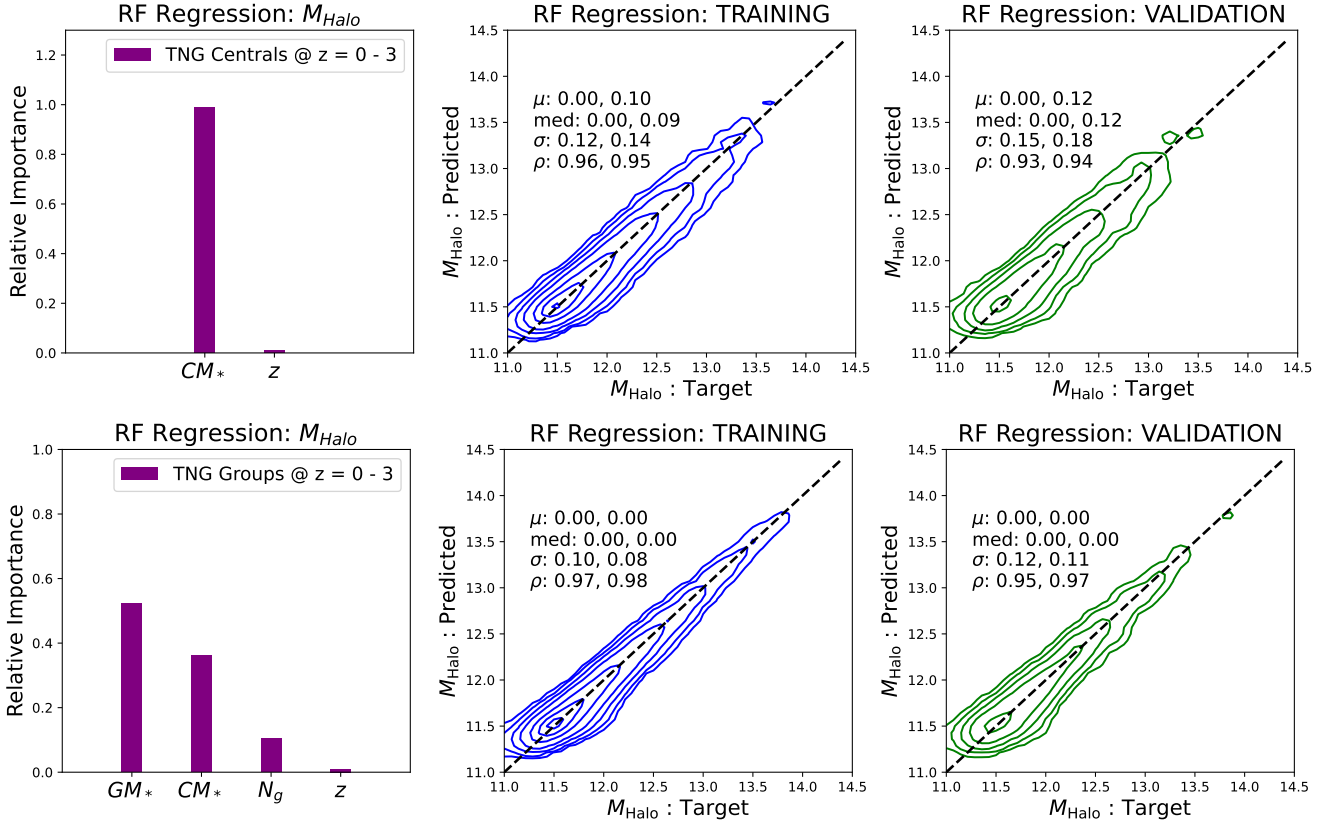 RF Regression: M_Halo
Relative Importance
1.2
1.0
0.8
0.6
0.4
0.2
0.0
TNG Centrals @ z = 0 - 3
CM*
z
RF Regression: TRAINING
M_Halo : Predicted
14.5
14.0
13.5
13.0
12.5
12.0
11.5
11.0
μ: 0.00, 0.10
med: 0.00, 0.09
σ: 0.12, 0.14
ρ: 0.96, 0.95
11.0 11.5 12.0 12.5 13.0 13.5 14.0 14.5
M_Halo : Target
RF Regression: VALIDATION
M_Halo : Predicted
14.5
14.0
13.5
13.0
12.5
12.0
11.5
11.0
μ: 0.00, 0.12
med: 0.00, 0.12
σ: 0.15, 0.18
ρ: 0.93, 0.94
11.0 11.5 12.0 12.5 13.0 13.5 14.0 14.5
M_Halo : Target
RF Regression: M_Halo
Relative Importance
1.0
0.8
0.6
0.4
0.2
0.0
TNG Groups @ z = 0 - 3
GM*
CM*
N_g
z
RF Regression: TRAINING
M_Halo : Predicted
14.5
14.0
13.5
13.0
12.5
12.0
11.5
11.0
μ: 0.00, 0.00
med: 0.00, 0.00
σ: 0.10, 0.08
ρ: 0.97, 0.98
11.0 11.5 12.0 12.5 13.0 13.5 14.0 14.5
M_Halo : Target
RF Regression: VALIDATION
M_Halo : Predicted
14.5
14.0
13.5
13.0
12.5
12.0
11.5
11.0
μ: 0.00, 0.00
med: 0.00, 0.00
σ: 0.12, 0.11
ρ: 0.95, 0.97
11.0 11.5 12.0 12.5 13.0 13.5 14.0 14.5
M_Halo : Target